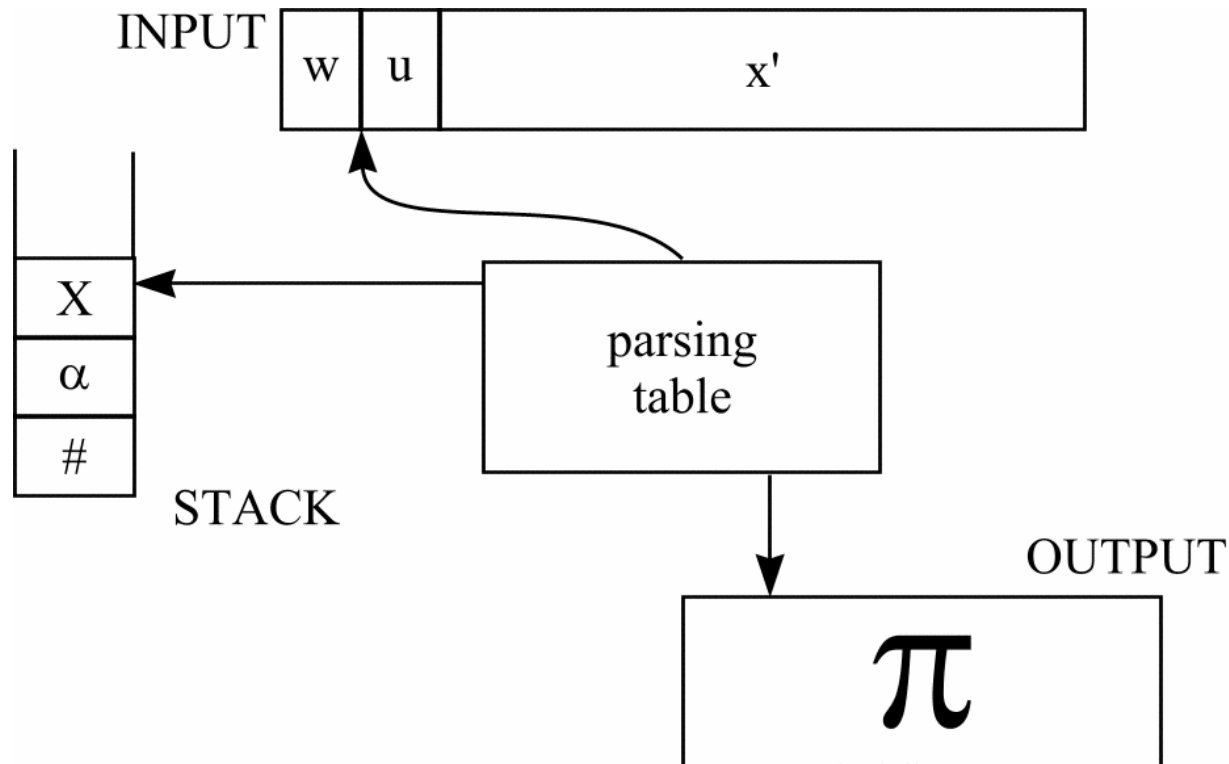 INPUT
w u x'
X
α
#
STACK
parsing
table
OUTPUT
π